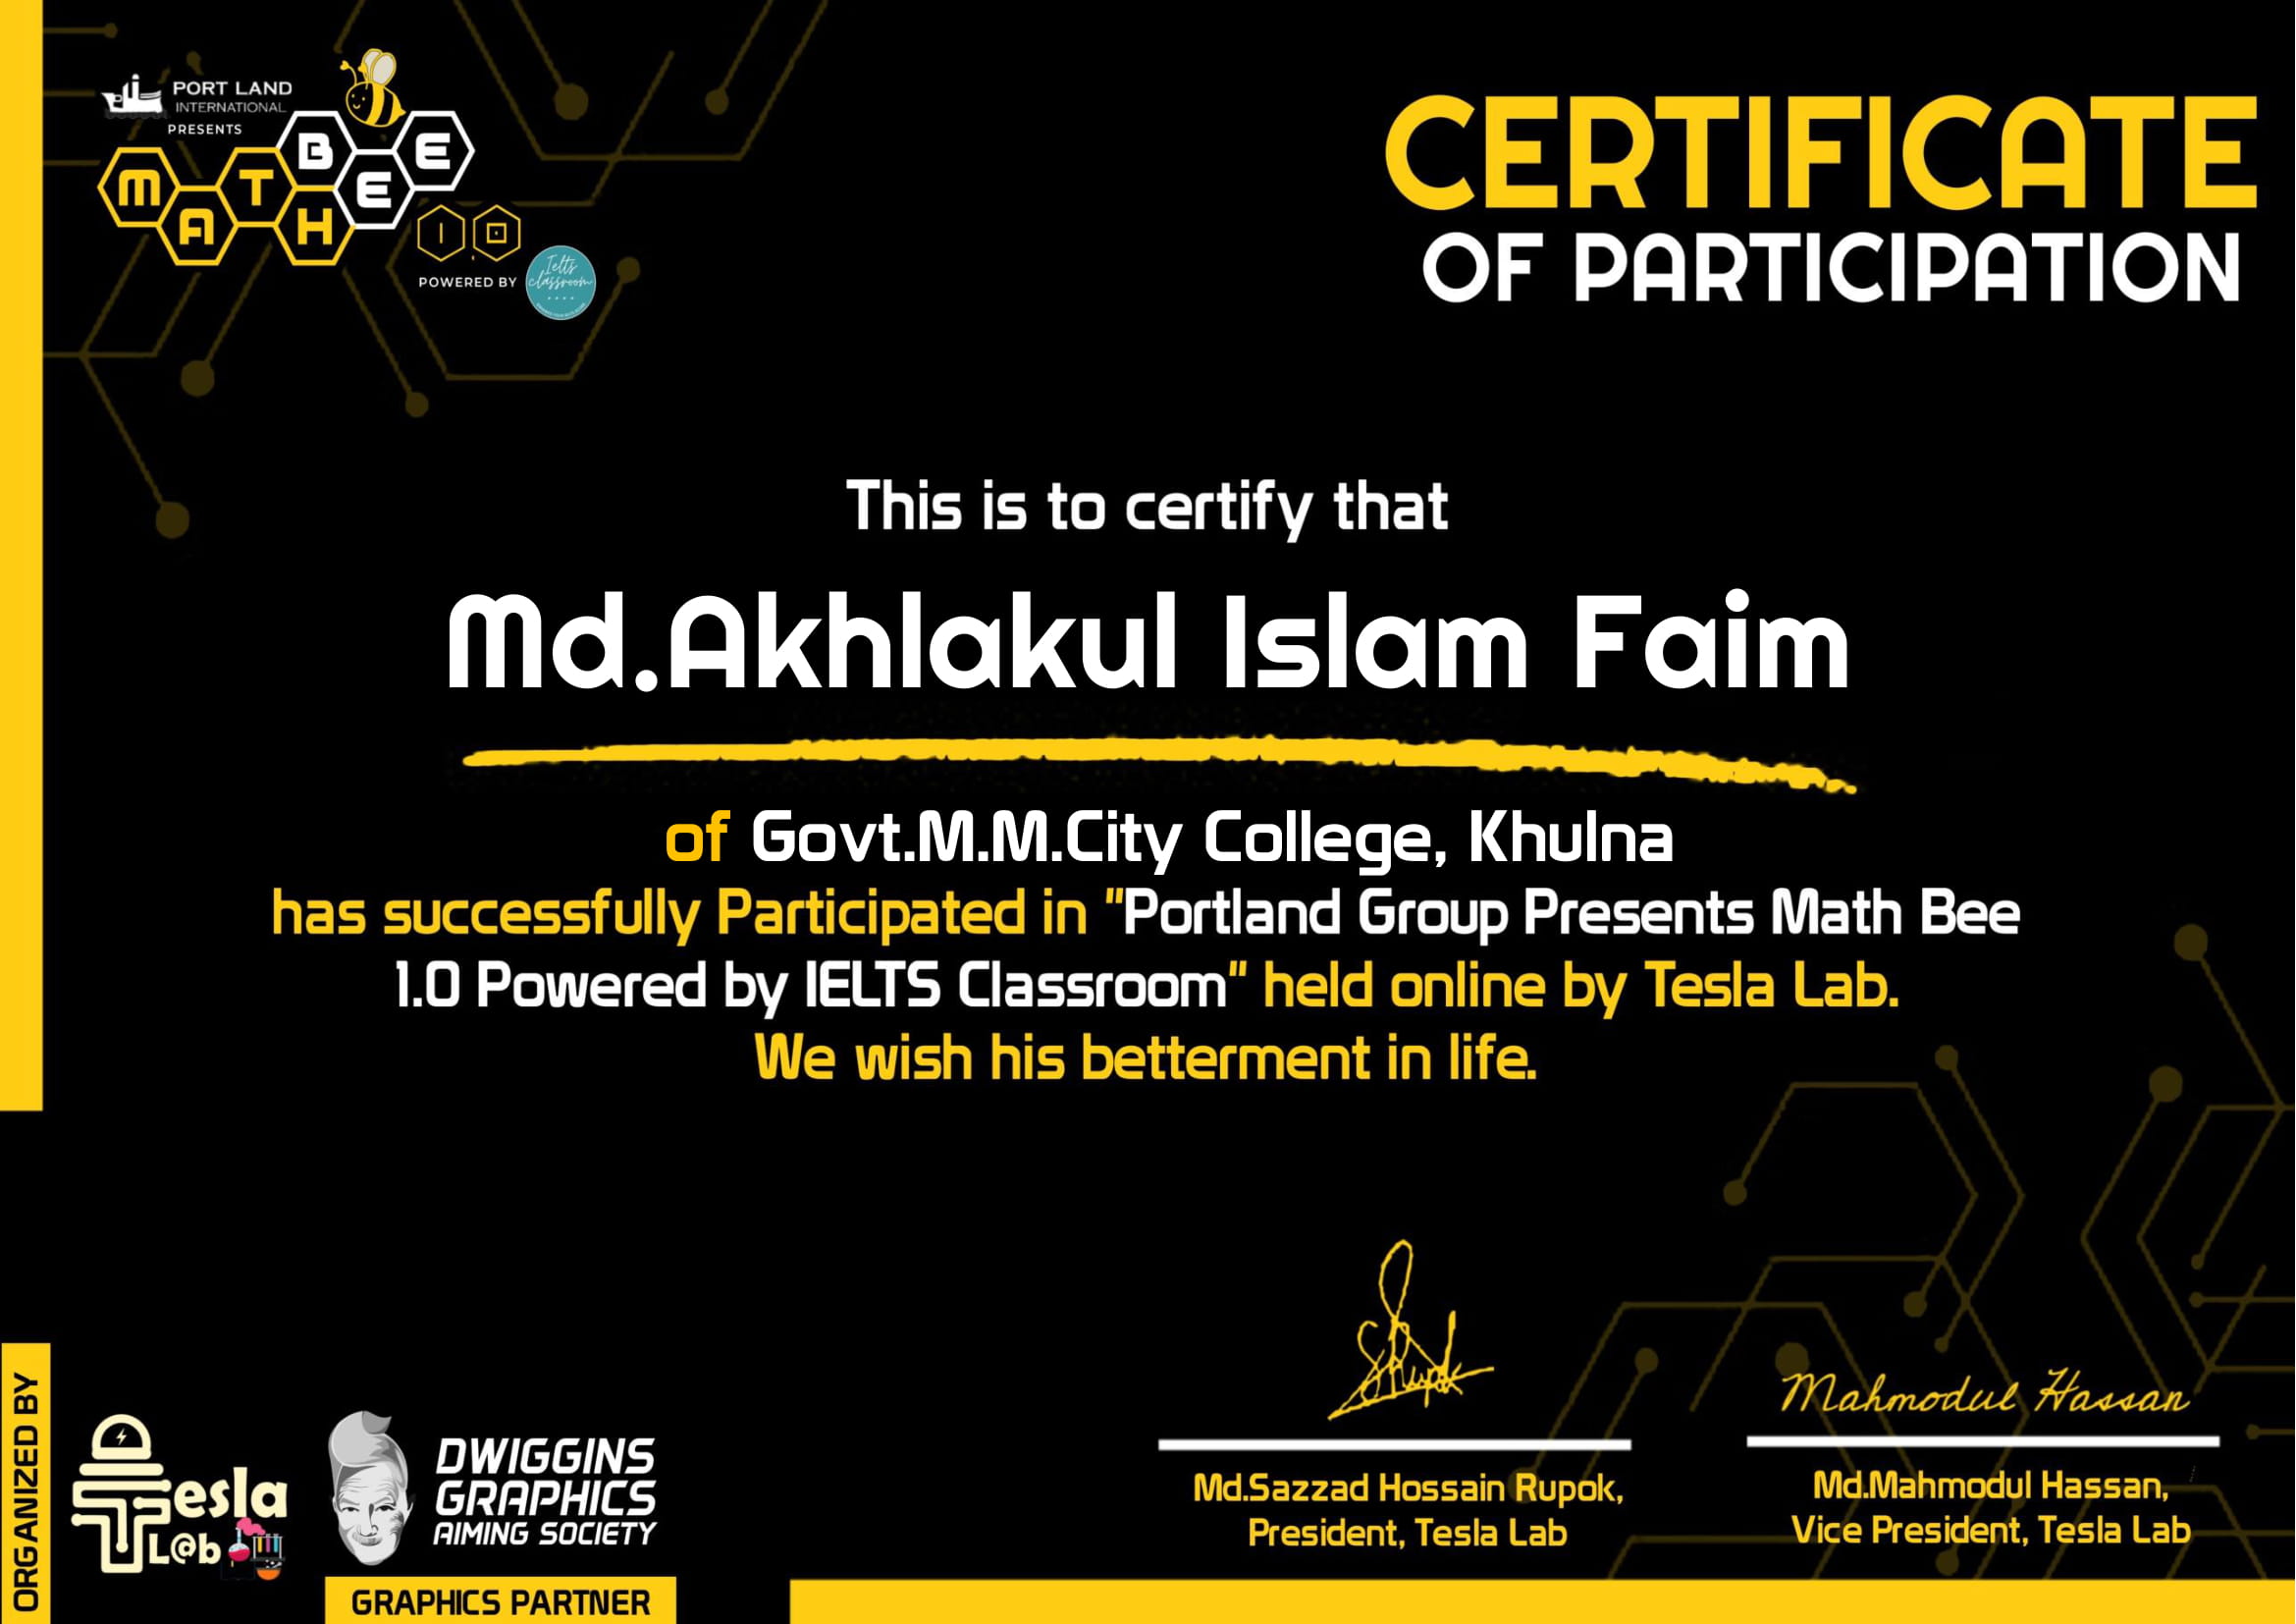 PORT LAND
INTERNATIONAL
PRESENTS
MATH BEE
1.0
POWERED BY
Ielts
classroom
CERTIFICATE
OF PARTICIPATION
This is to certify that
Md.Akhlakul Islam Faim
of Govt.M.M.City College, Khulna
has successfully Participated in "Portland Group Presents Math Bee
1.0 Powered by IELTS Classroom" held online by Tesla Lab.
We wish his betterment in life.
ORGANIZED BY
Tesla
L@b
DWIGGINS
GRAPHICS
AIMING SOCIETY
GRAPHICS PARTNER
SRupok
Md.Sazzad Hossain Rupok,
President, Tesla Lab
Mahmodul Hassan
Md.Mahmodul Hassan,
Vice President, Tesla Lab